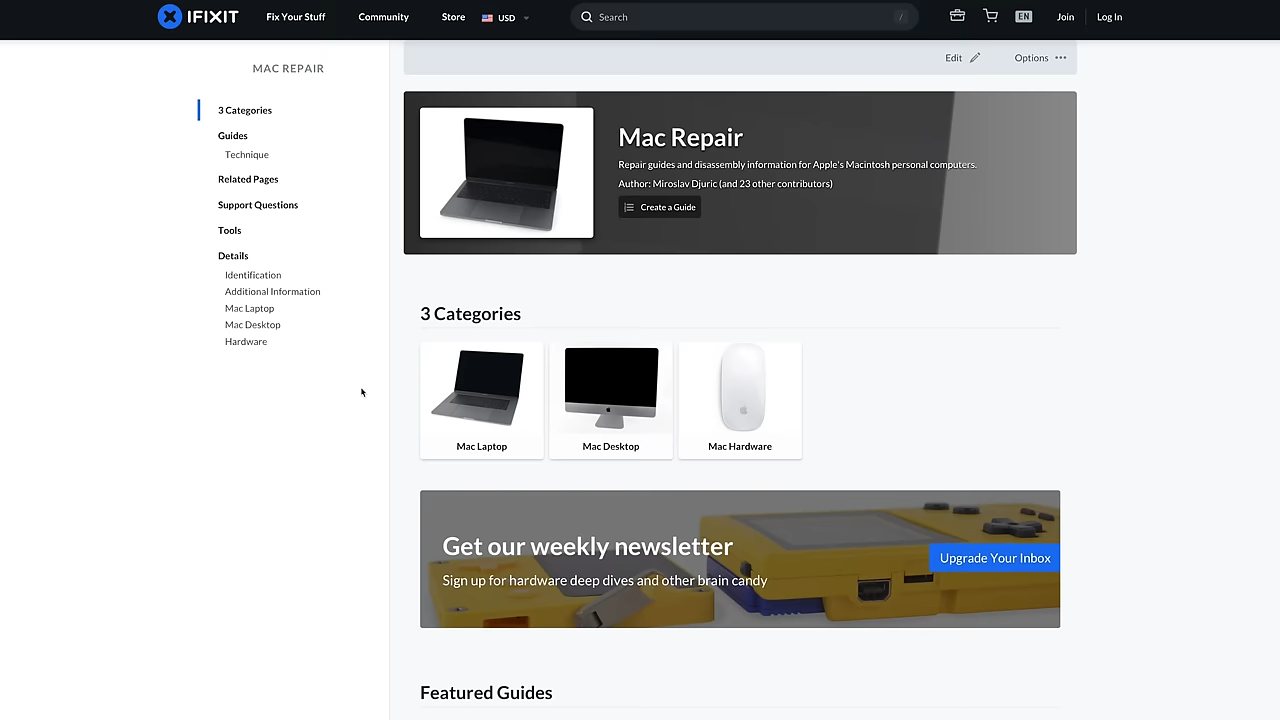 IFIXIT
Fix Your Stuff
Community
Store
USD
Search
/
EN
Join
Log In
MAC REPAIR
3 Categories
Guides
Technique
Related Pages
Support Questions
Tools
Details
Identification
Additional Information
Mac Laptop
Mac Desktop
Hardware
Edit
Options
Mac Repair
Repair guides and disassembly information for Apple's Macintosh personal computers.
Author: Miroslav Djuric (and 23 other contributors)
Create a Guide
3 Categories
Mac Laptop
Mac Desktop
Mac Hardware
Get our weekly newsletter
Sign up for hardware deep dives and other brain candy
Upgrade Your Inbox
Featured Guides